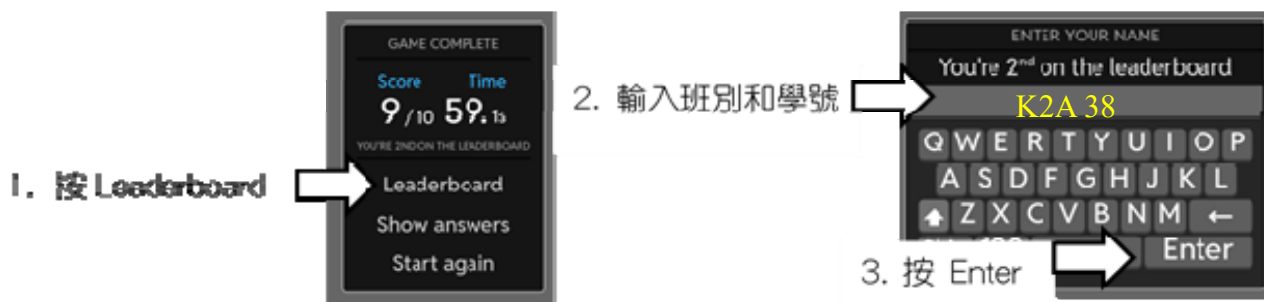 1. 按 Leaderboard
GAME COMPLETE
Score Time
9/10 59.1s
YOU'RE 2ND ON THE LEADERBOARD
Leaderboard
Show answers
Start again
2. 輸入班別和學號
ENTER YOUR NAME
You're 2nd on the leaderboard
K2A 38
Q W E R T Y U I O P
A S D F G H J K L
Z X C V B N M ←
Enter
3. 按 Enter